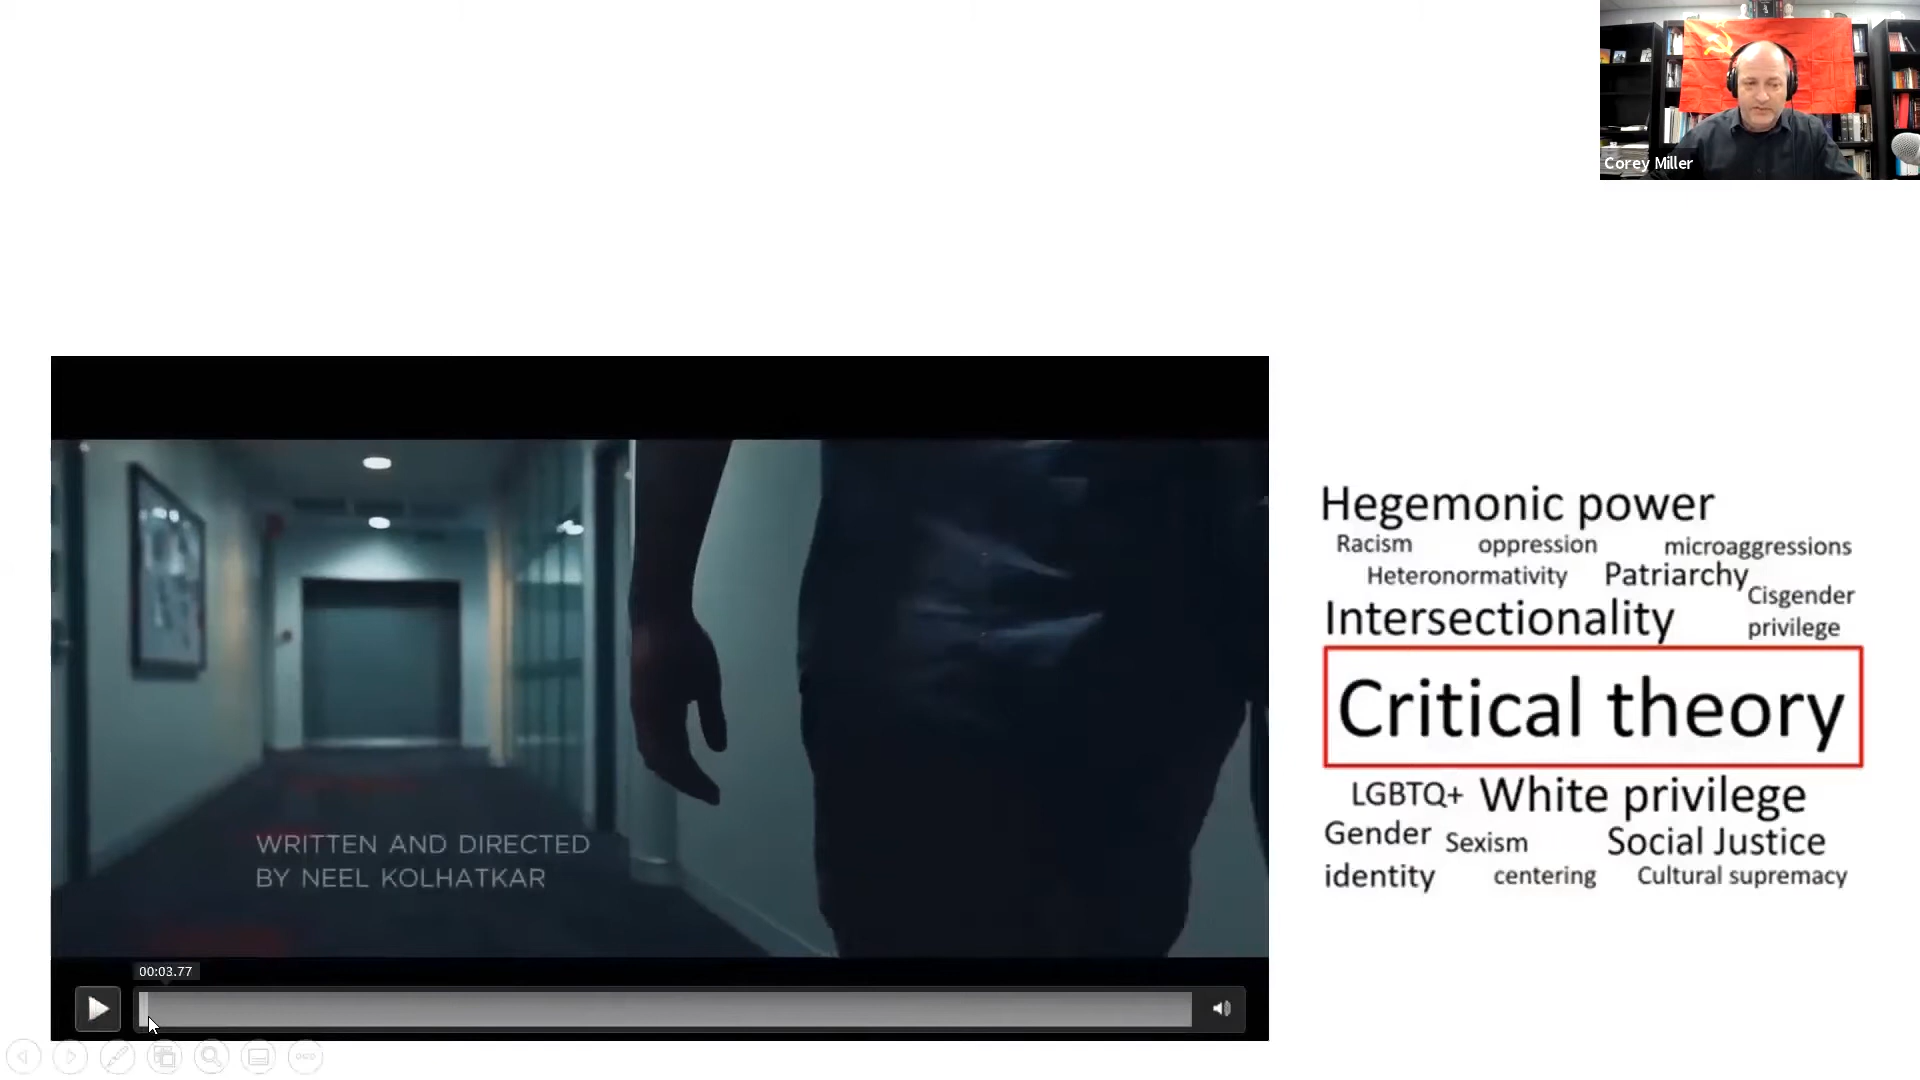 Corey Miller
WRITTEN AND DIRECTED
BY NEEL KOLHATKAR
00:03.77
Hegemonic power
Racism oppression microaggressions
Heteronormativity Patriarchy
Cisgender
Intersectionality privilege
Critical theory
LGBTQ+ White privilege
Gender Sexism Social Justice
identity centering Cultural supremacy